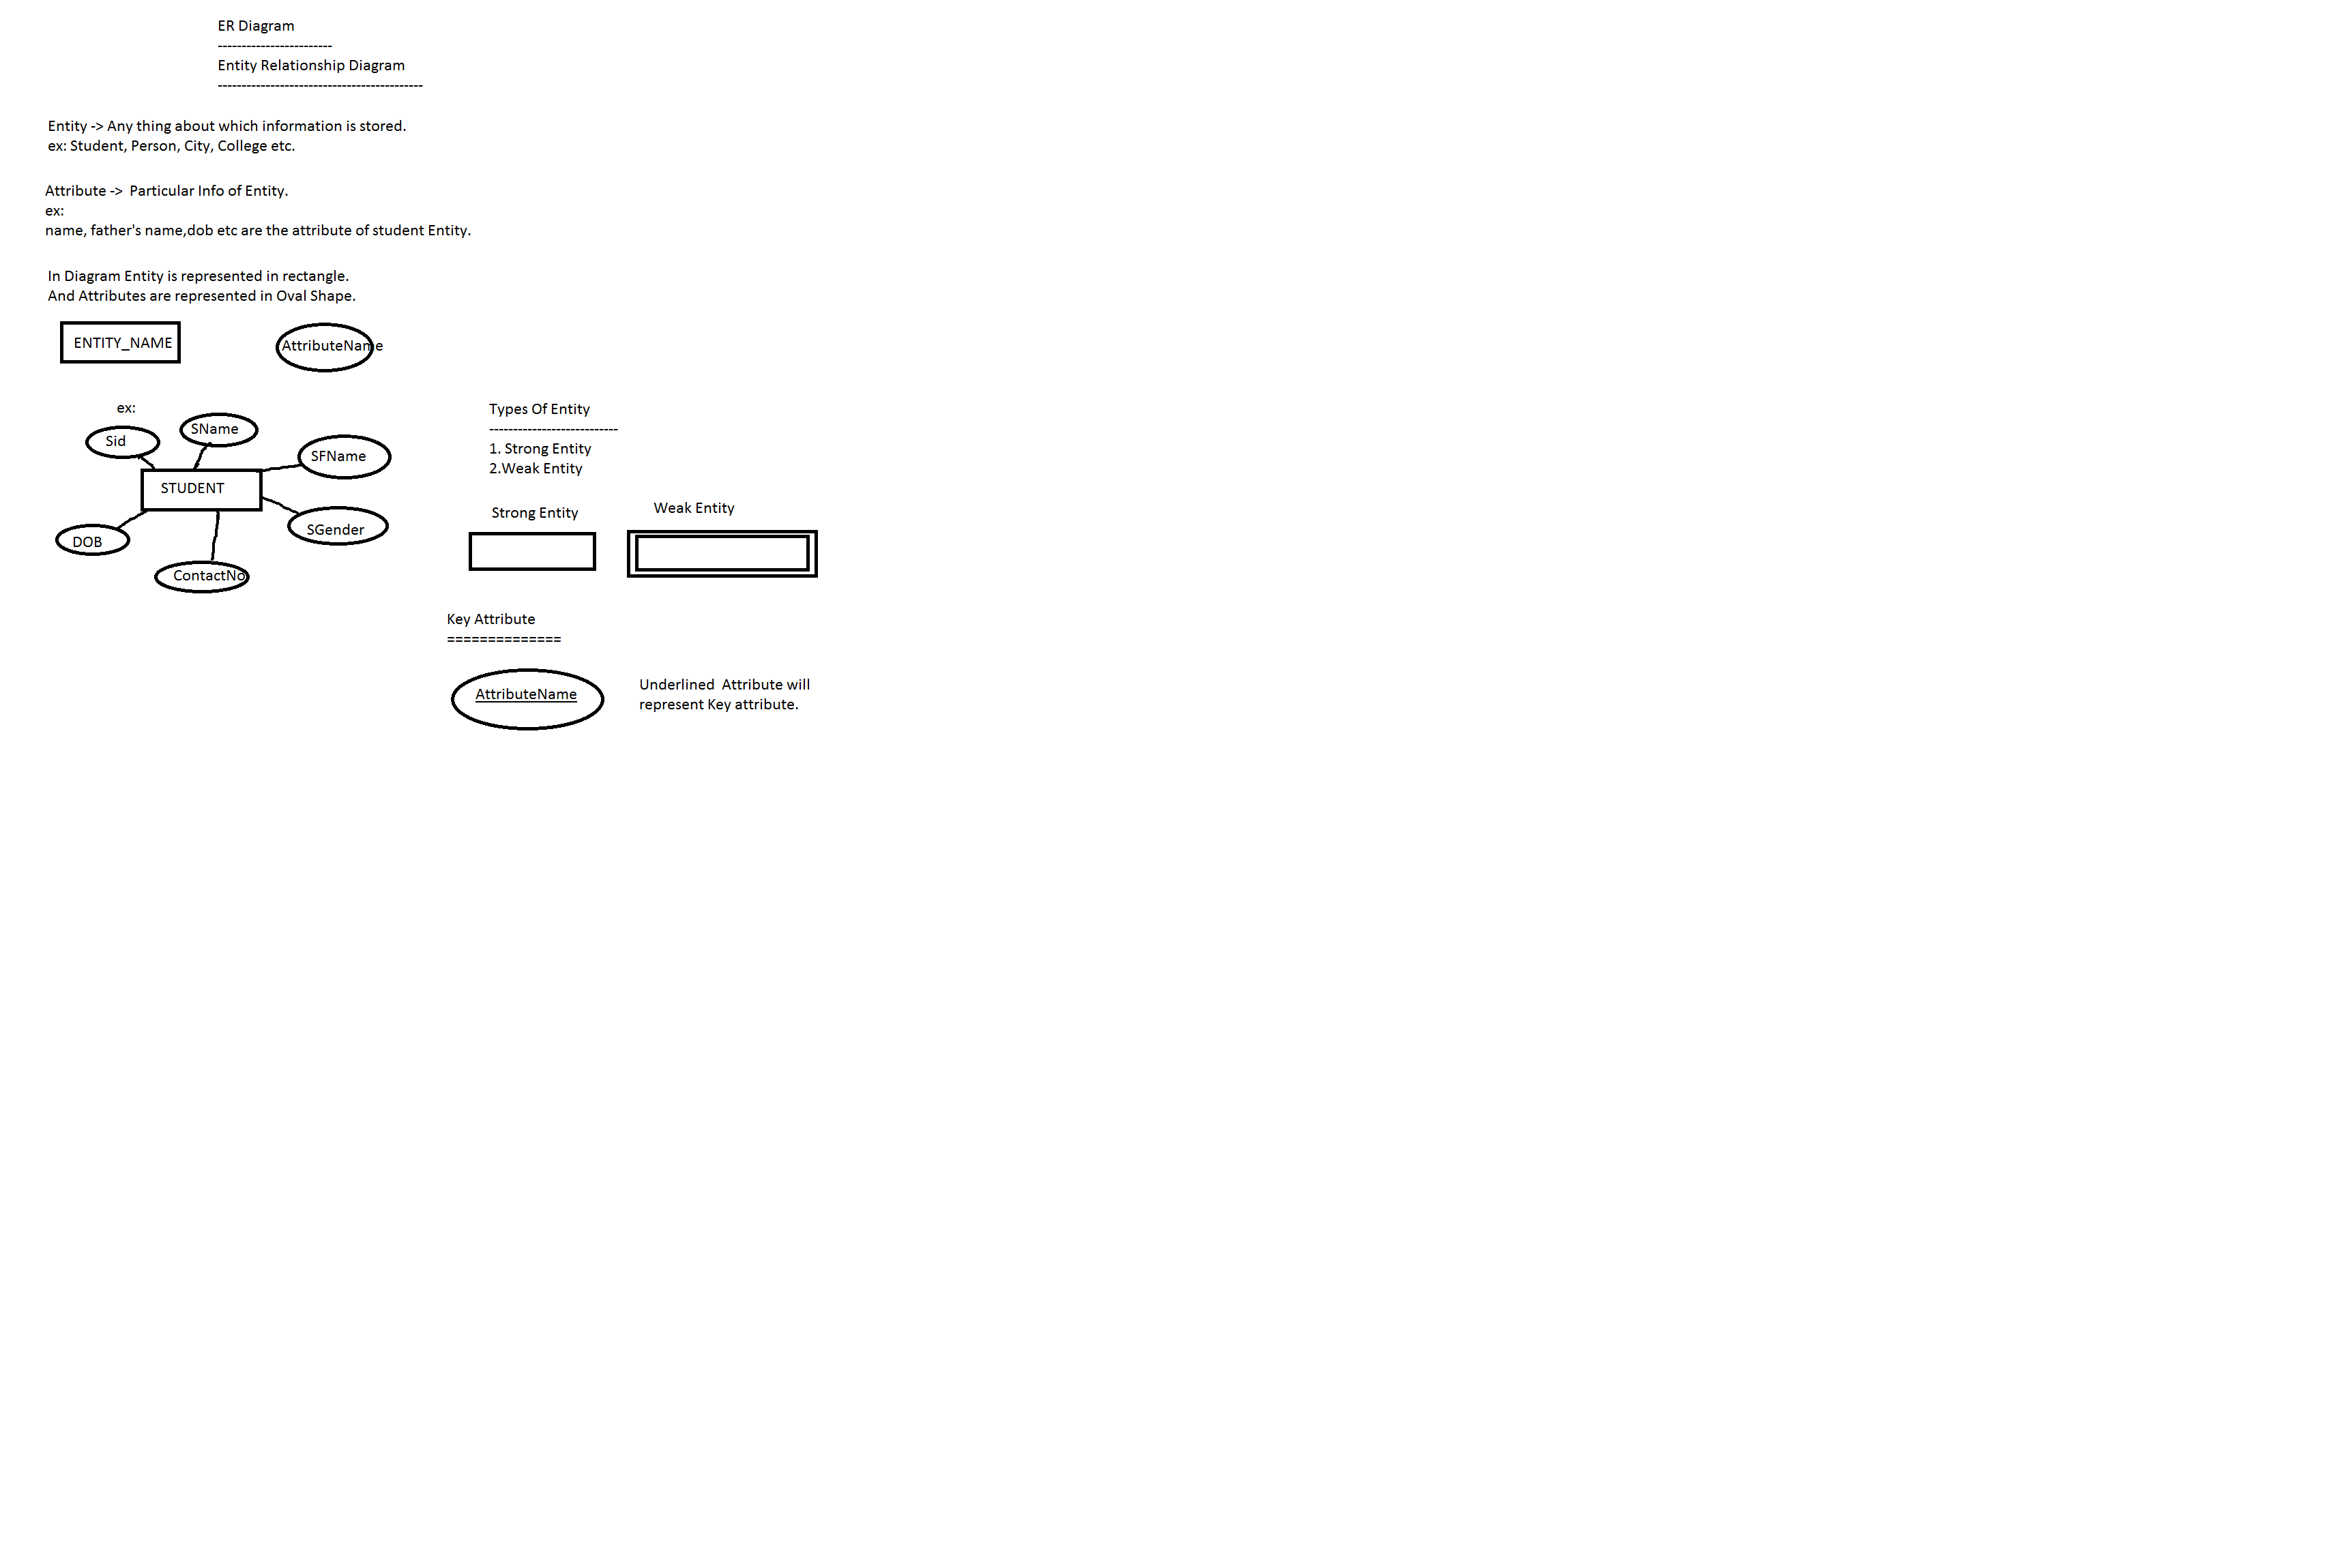 ER Diagram
------------------------
Entity Relationship Diagram
-------------------------------------------
Entity -> Any thing about which information is stored.
ex: Student, Person, City, College etc.
Attribute ->  Particular Info of Entity.
ex:
name, father's name,dob etc are the attribute of student Entity.
In Diagram Entity is represented in rectangle.
And Attributes are represented in Oval Shape.
ENTITY_NAME
AttributeName
ex:
Sid
SName
SFName
STUDENT
SGender
DOB
ContactNo
Types Of Entity
---------------------------
1. Strong Entity
2.Weak Entity
Strong Entity
Weak Entity
Key Attribute
==============
AttributeName
Underlined  Attribute will
represent Key attribute.